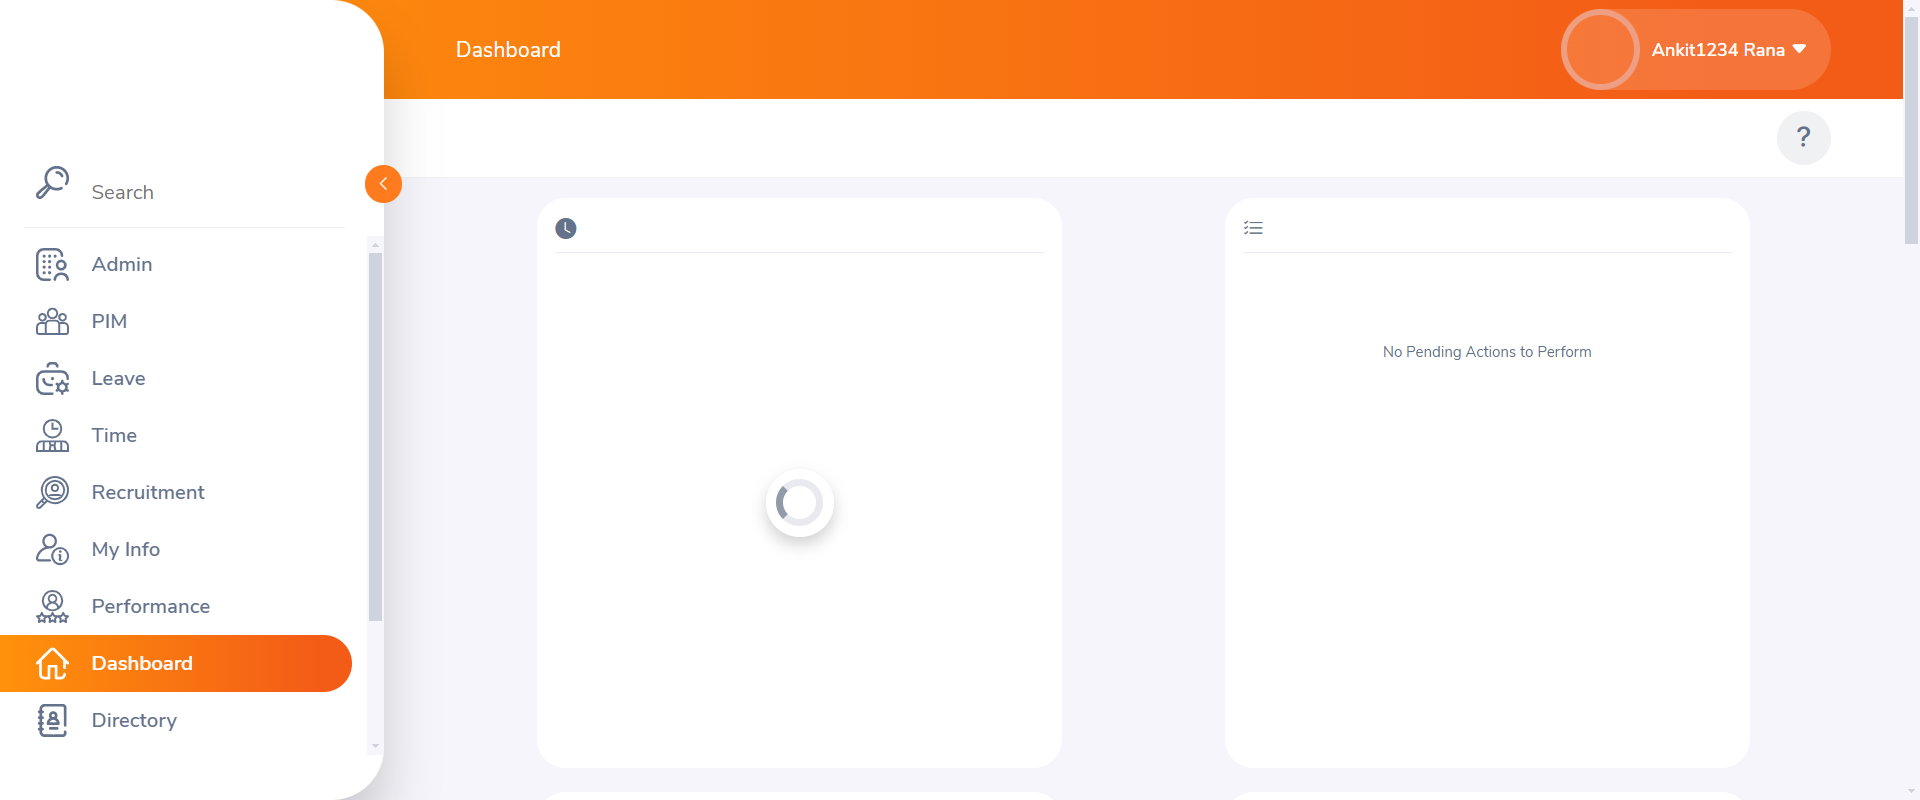 Dashboard
Ankit1234 Rana
?
Search
Admin
PIM
Leave
Time
Recruitment
My Info
Performance
Dashboard
Directory
No Pending Actions to Perform